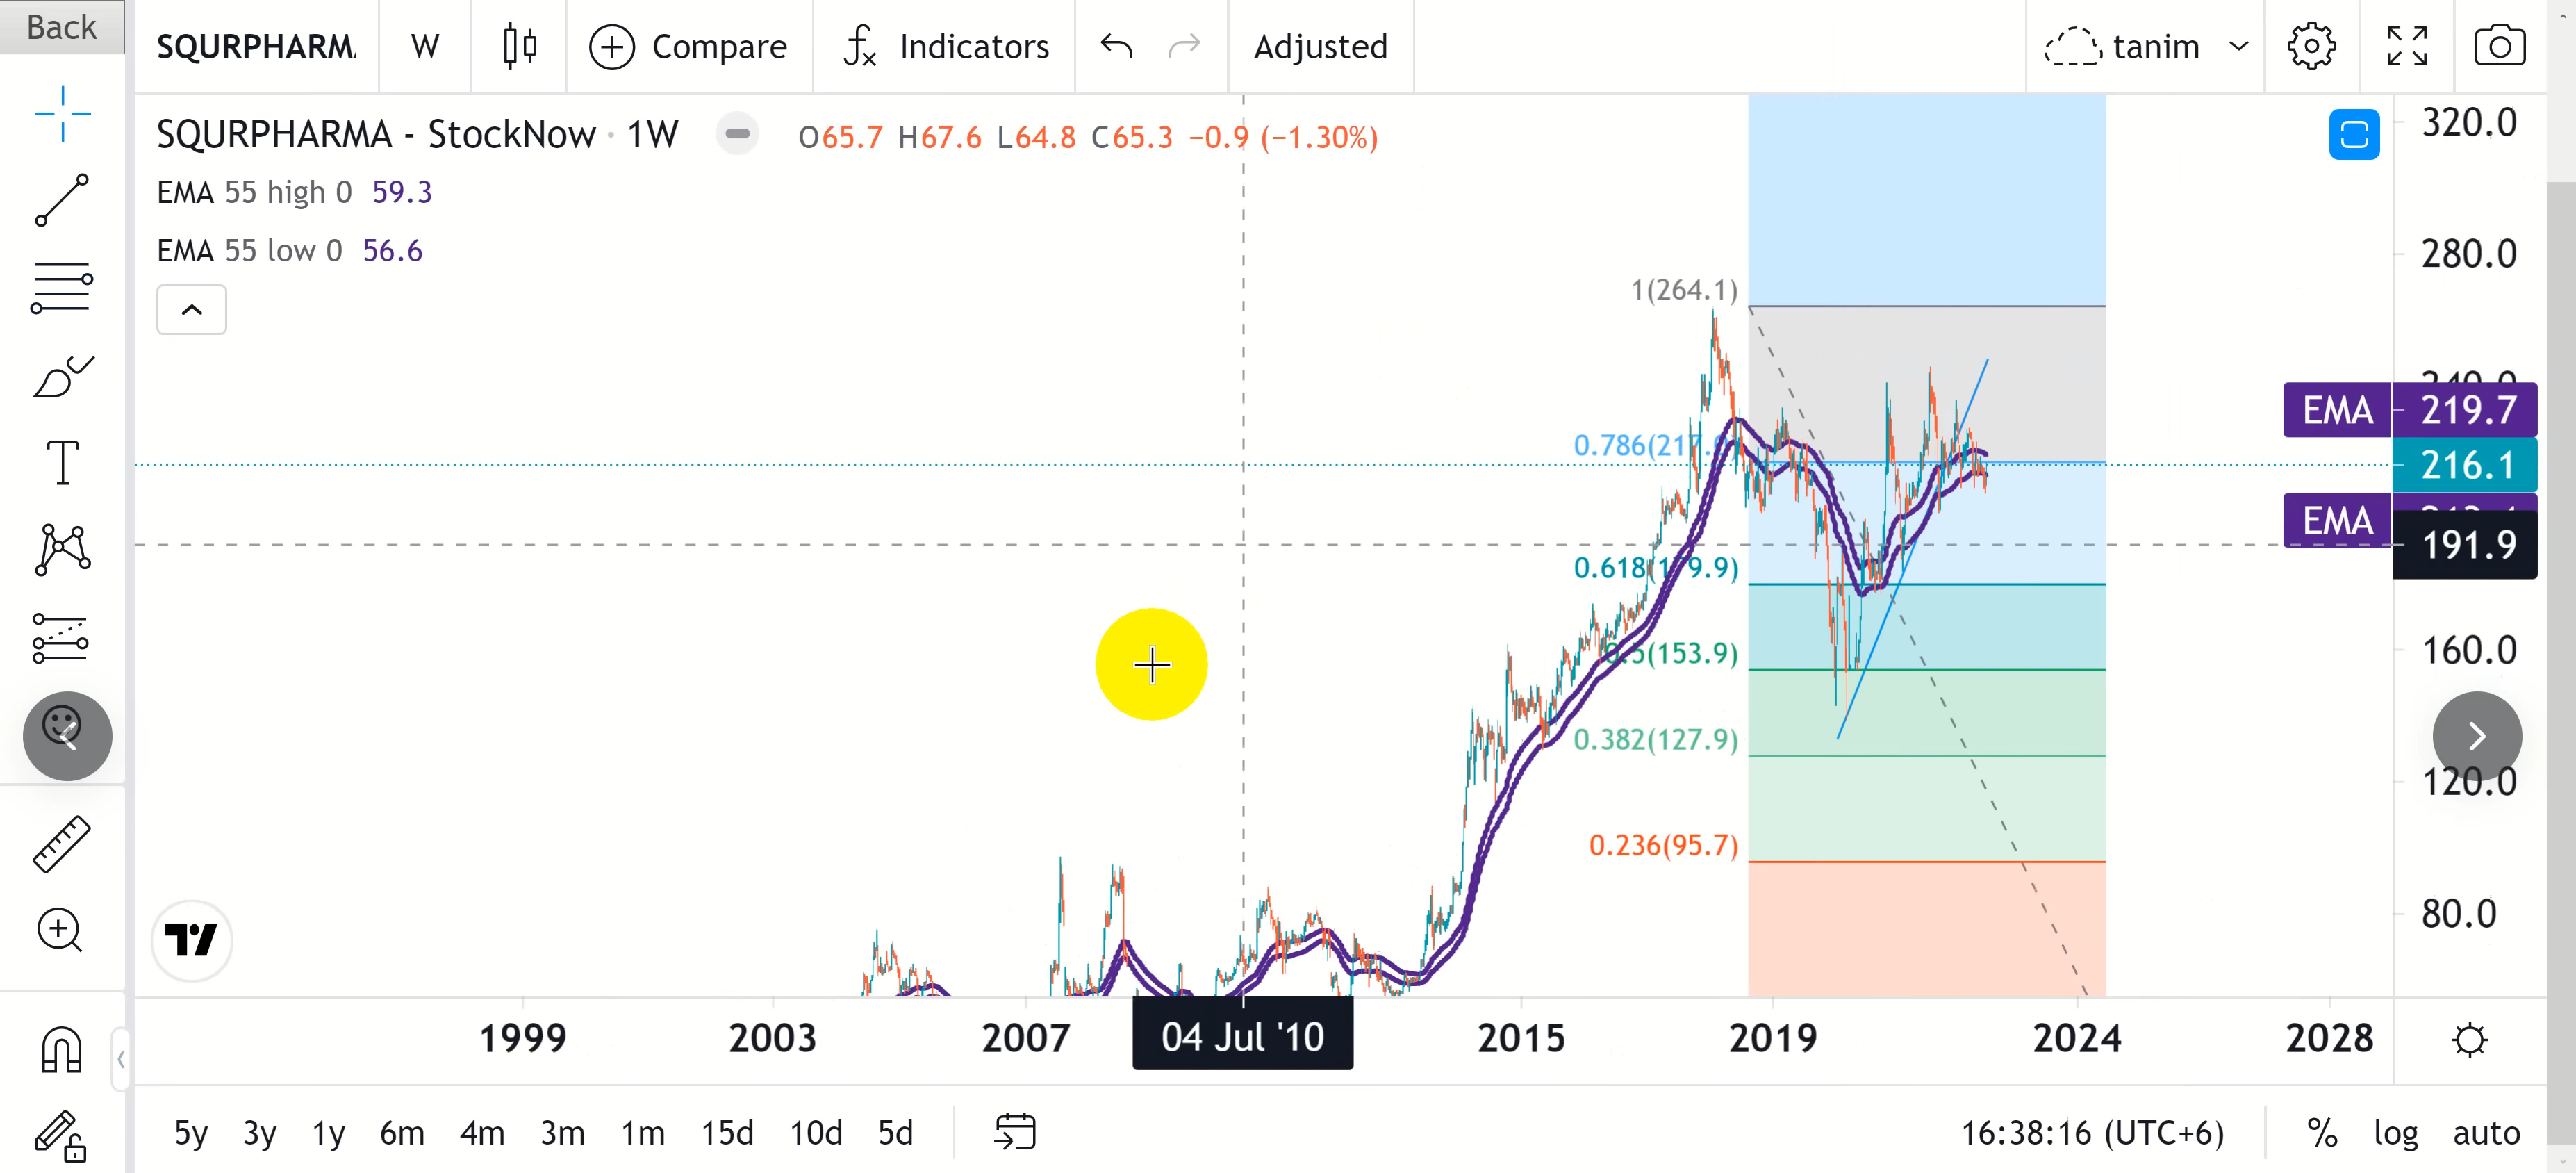 Back
SQURPHARM
W
Compare
Indicators
Adjusted
tanim
SQURPHARMA - StockNow · 1W
O65.7 H67.6 L64.8 C65.3 −0.9 (−1.30%)
EMA 55 high 0 59.3
EMA 55 low 0 56.6
320.0
280.0
1(264.1)
240.0
EMA 219.7
0.786(217.
216.1
EMA
191.9
0.618(1 9.9)
0.5(153.9)
160.0
0.382(127.9)
120.0
0.236(95.7)
80.0
1999
2003
2007
04 Jul '10
2015
2019
2024
2028
5y
3y
1y
6m
4m
3m
1m
15d
10d
5d
16:38:16 (UTC+6)
%
log
auto